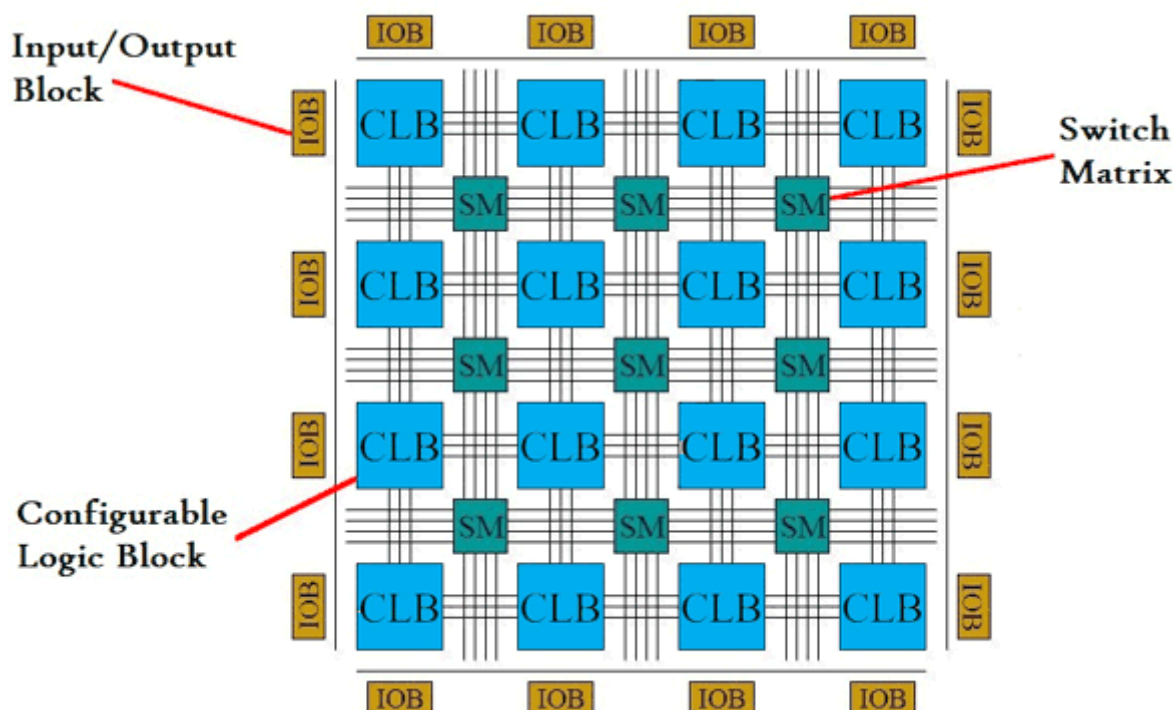 IOB IOB IOB IOB
Input/Output
Block
IOB CLB CLB CLB CLB IOB
Switch
Matrix
SM SM SM
IOB CLB CLB CLB CLB IOB
SM SM SM
IOB CLB CLB CLB CLB IOB
Configurable
Logic Block
SM SM SM
IOB CLB CLB CLB CLB IOB
IOB IOB IOB IOB